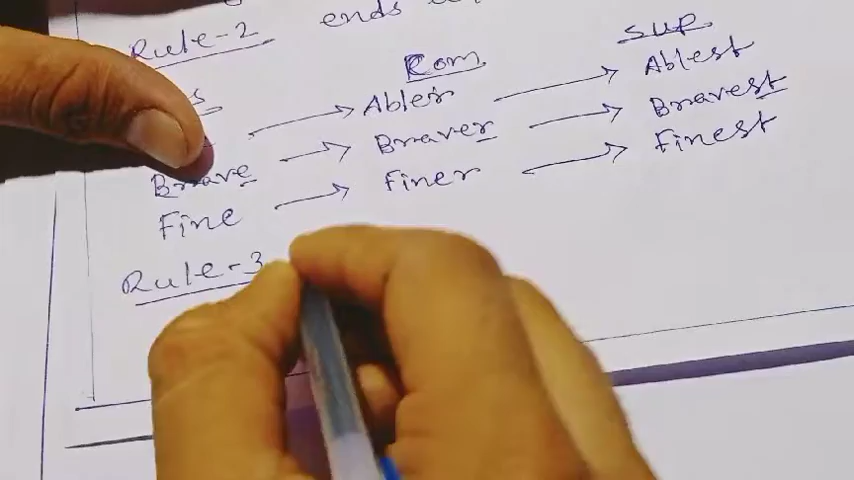 Rule-2 ends
Com Sup
→ Abler → Ablest
Brave → Braver → Bravest
Fine → Finer → Finest
Rule-3